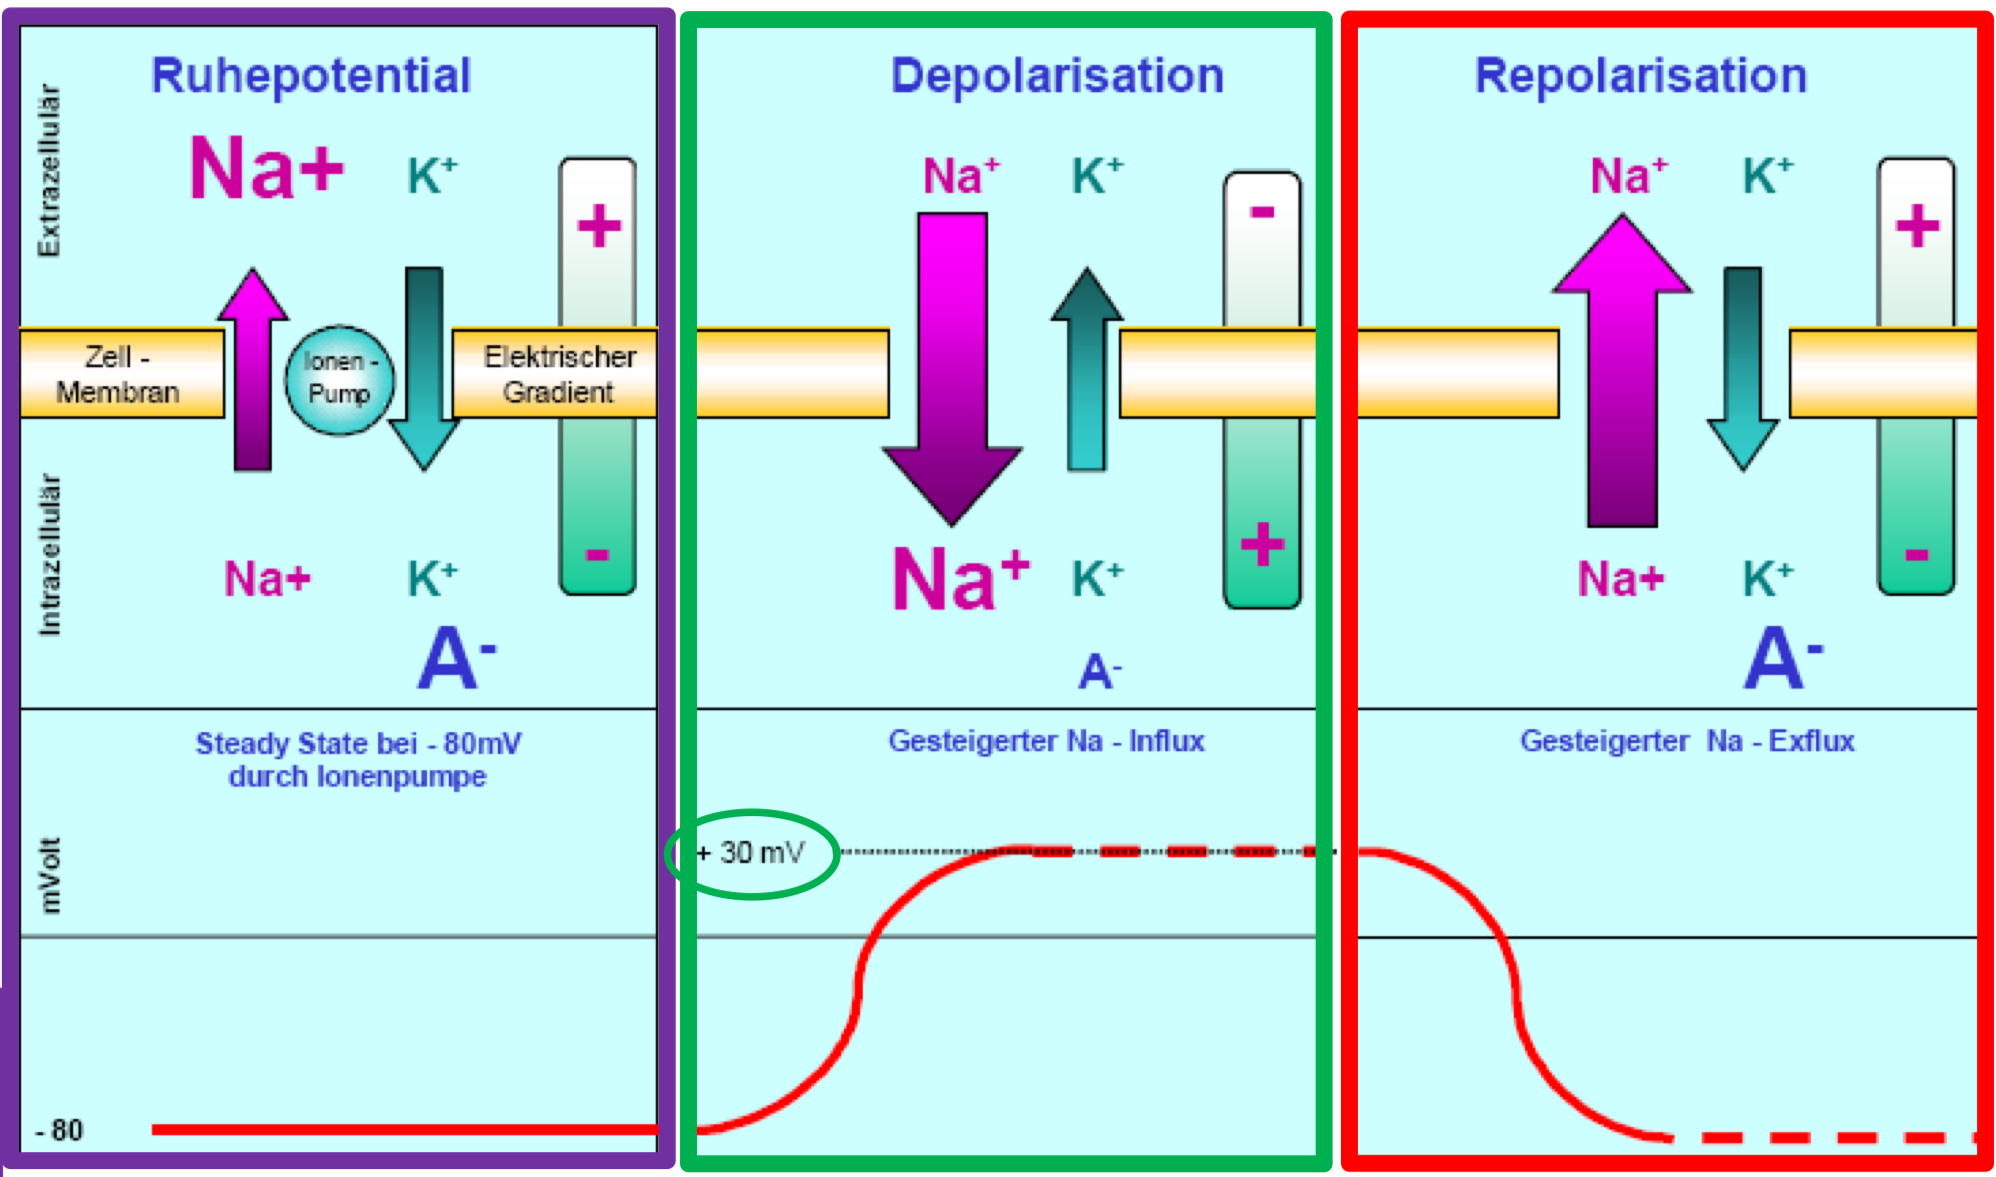 Ruhepotential
Extrazellulär
Na+ K⁺
+
Zell -
Membran
Ionen -
Pump
Elektrischer
Gradient
Intrazellulär
-
Na+ K⁺
A⁻
Steady State bei - 80mV
durch Ionenpumpe
mVolt
- 80
Depolarisation
Na⁺ K⁺
-
+
Na⁺ K⁺
A⁻
Gesteigerter Na - Influx
+ 30 mV
Repolarisation
Na⁺ K⁺
+
-
Na+ K⁺
A⁻
Gesteigerter Na - Exflux